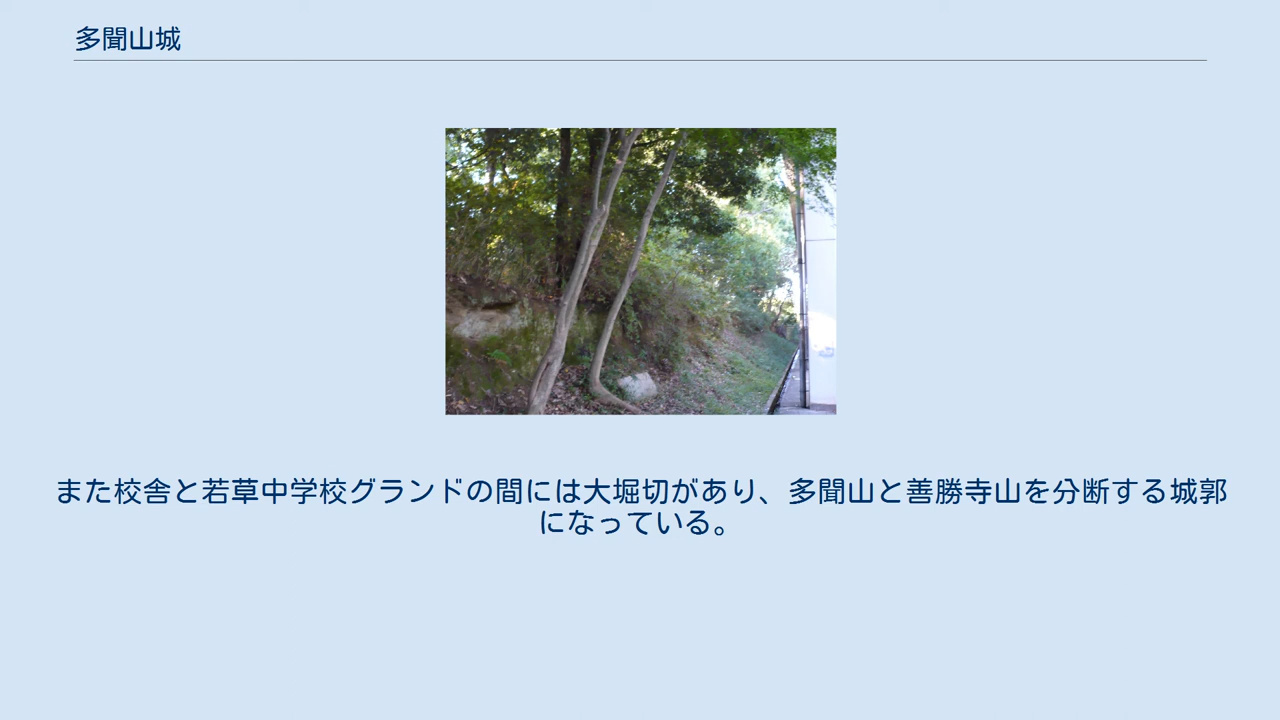 多聞山城
また校舎と若草中学校グランドの間には大堀切があり、多聞山と善勝寺山を分断する城郭
になっている。